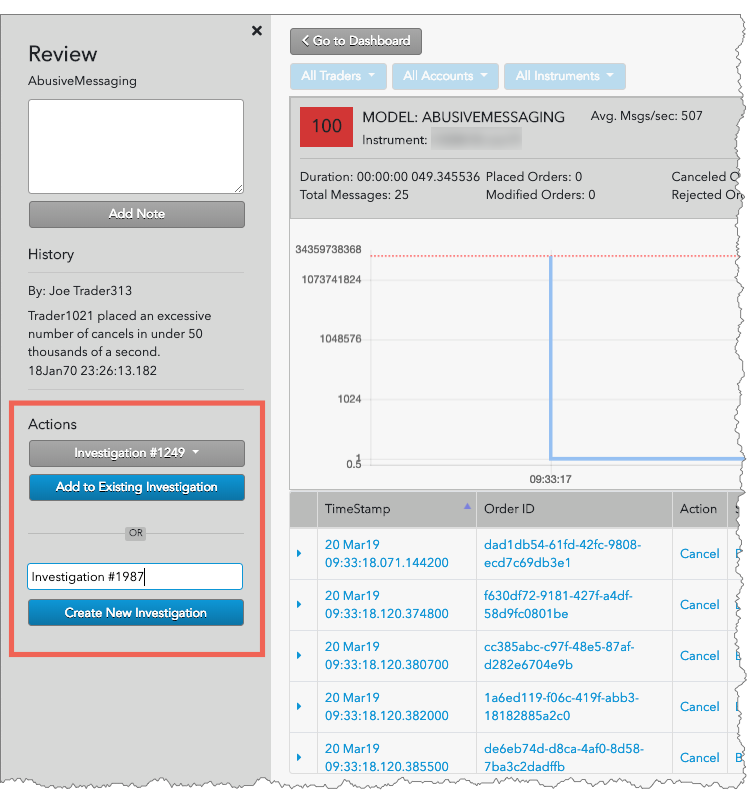 ×
Review
AbusiveMessaging
Add Note
History
By: Joe Trader313
Trader1021 placed an excessive
number of cancels in under 50
thousands of a second.
18Jan70 23:26:13.182
Actions
Investigation #1249
Add to Existing Investigation
OR
Investigation #1987
Create New Investigation
Go to Dashboard
All Traders All Accounts All Instruments
100 MODEL: ABUSIVEMESSAGING Avg. Msgs/sec: 507
Instrument:
Duration: 00:00:00 049.345536 Placed Orders: 0 Canceled
Total Messages: 25 Modified Orders: 0 Rejected
34359738368
1073741824
1048576
1024
1
0.5
09:33:17
TimeStamp Order ID Action
20 Mar19 dad1db54-61fd-42fc-9808-
09:33:18.071.144200 ecd7c69db3e1 Cancel
20 Mar19 f630df72-9181-427f-a4df-
09:33:18.120.374800 58d9fc0801be Cancel
20 Mar19 cc385abc-c97f-48e5-87af-
09:33:18.120.380700 d282e6704e9b Cancel
20 Mar19 1a6ed119-f06c-419f-abb3-
09:33:18.120.382000 18182885a2c0 Cancel
20 Mar19 de6eb74d-d8ca-4af0-8d58-
09:33:18.120.385500 7ba3c2dadffb Cancel